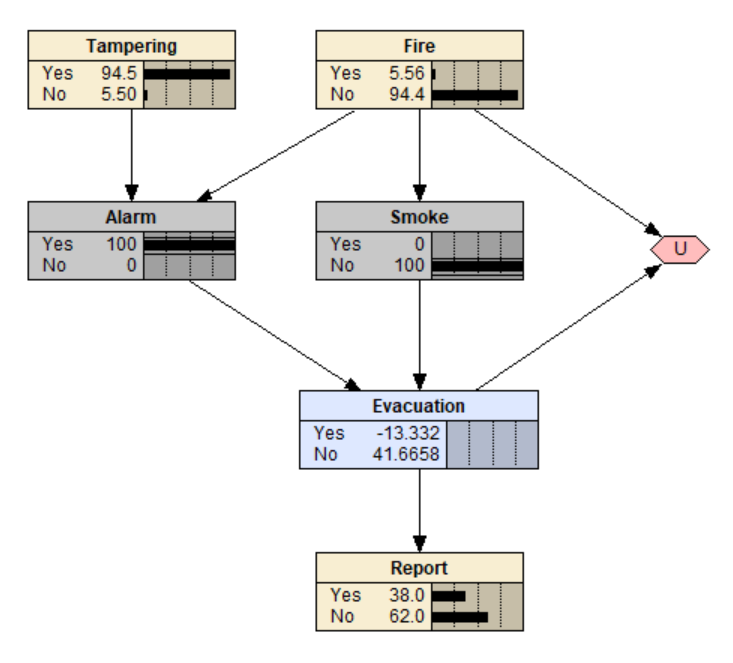 Tampering
Yes 94.5
No 5.50
Fire
Yes 5.56
No 94.4
Alarm
Yes 100
No 0
Smoke
Yes 0
No 100
U
Evacuation
Yes -13.332
No 41.6658
Report
Yes 38.0
No 62.0